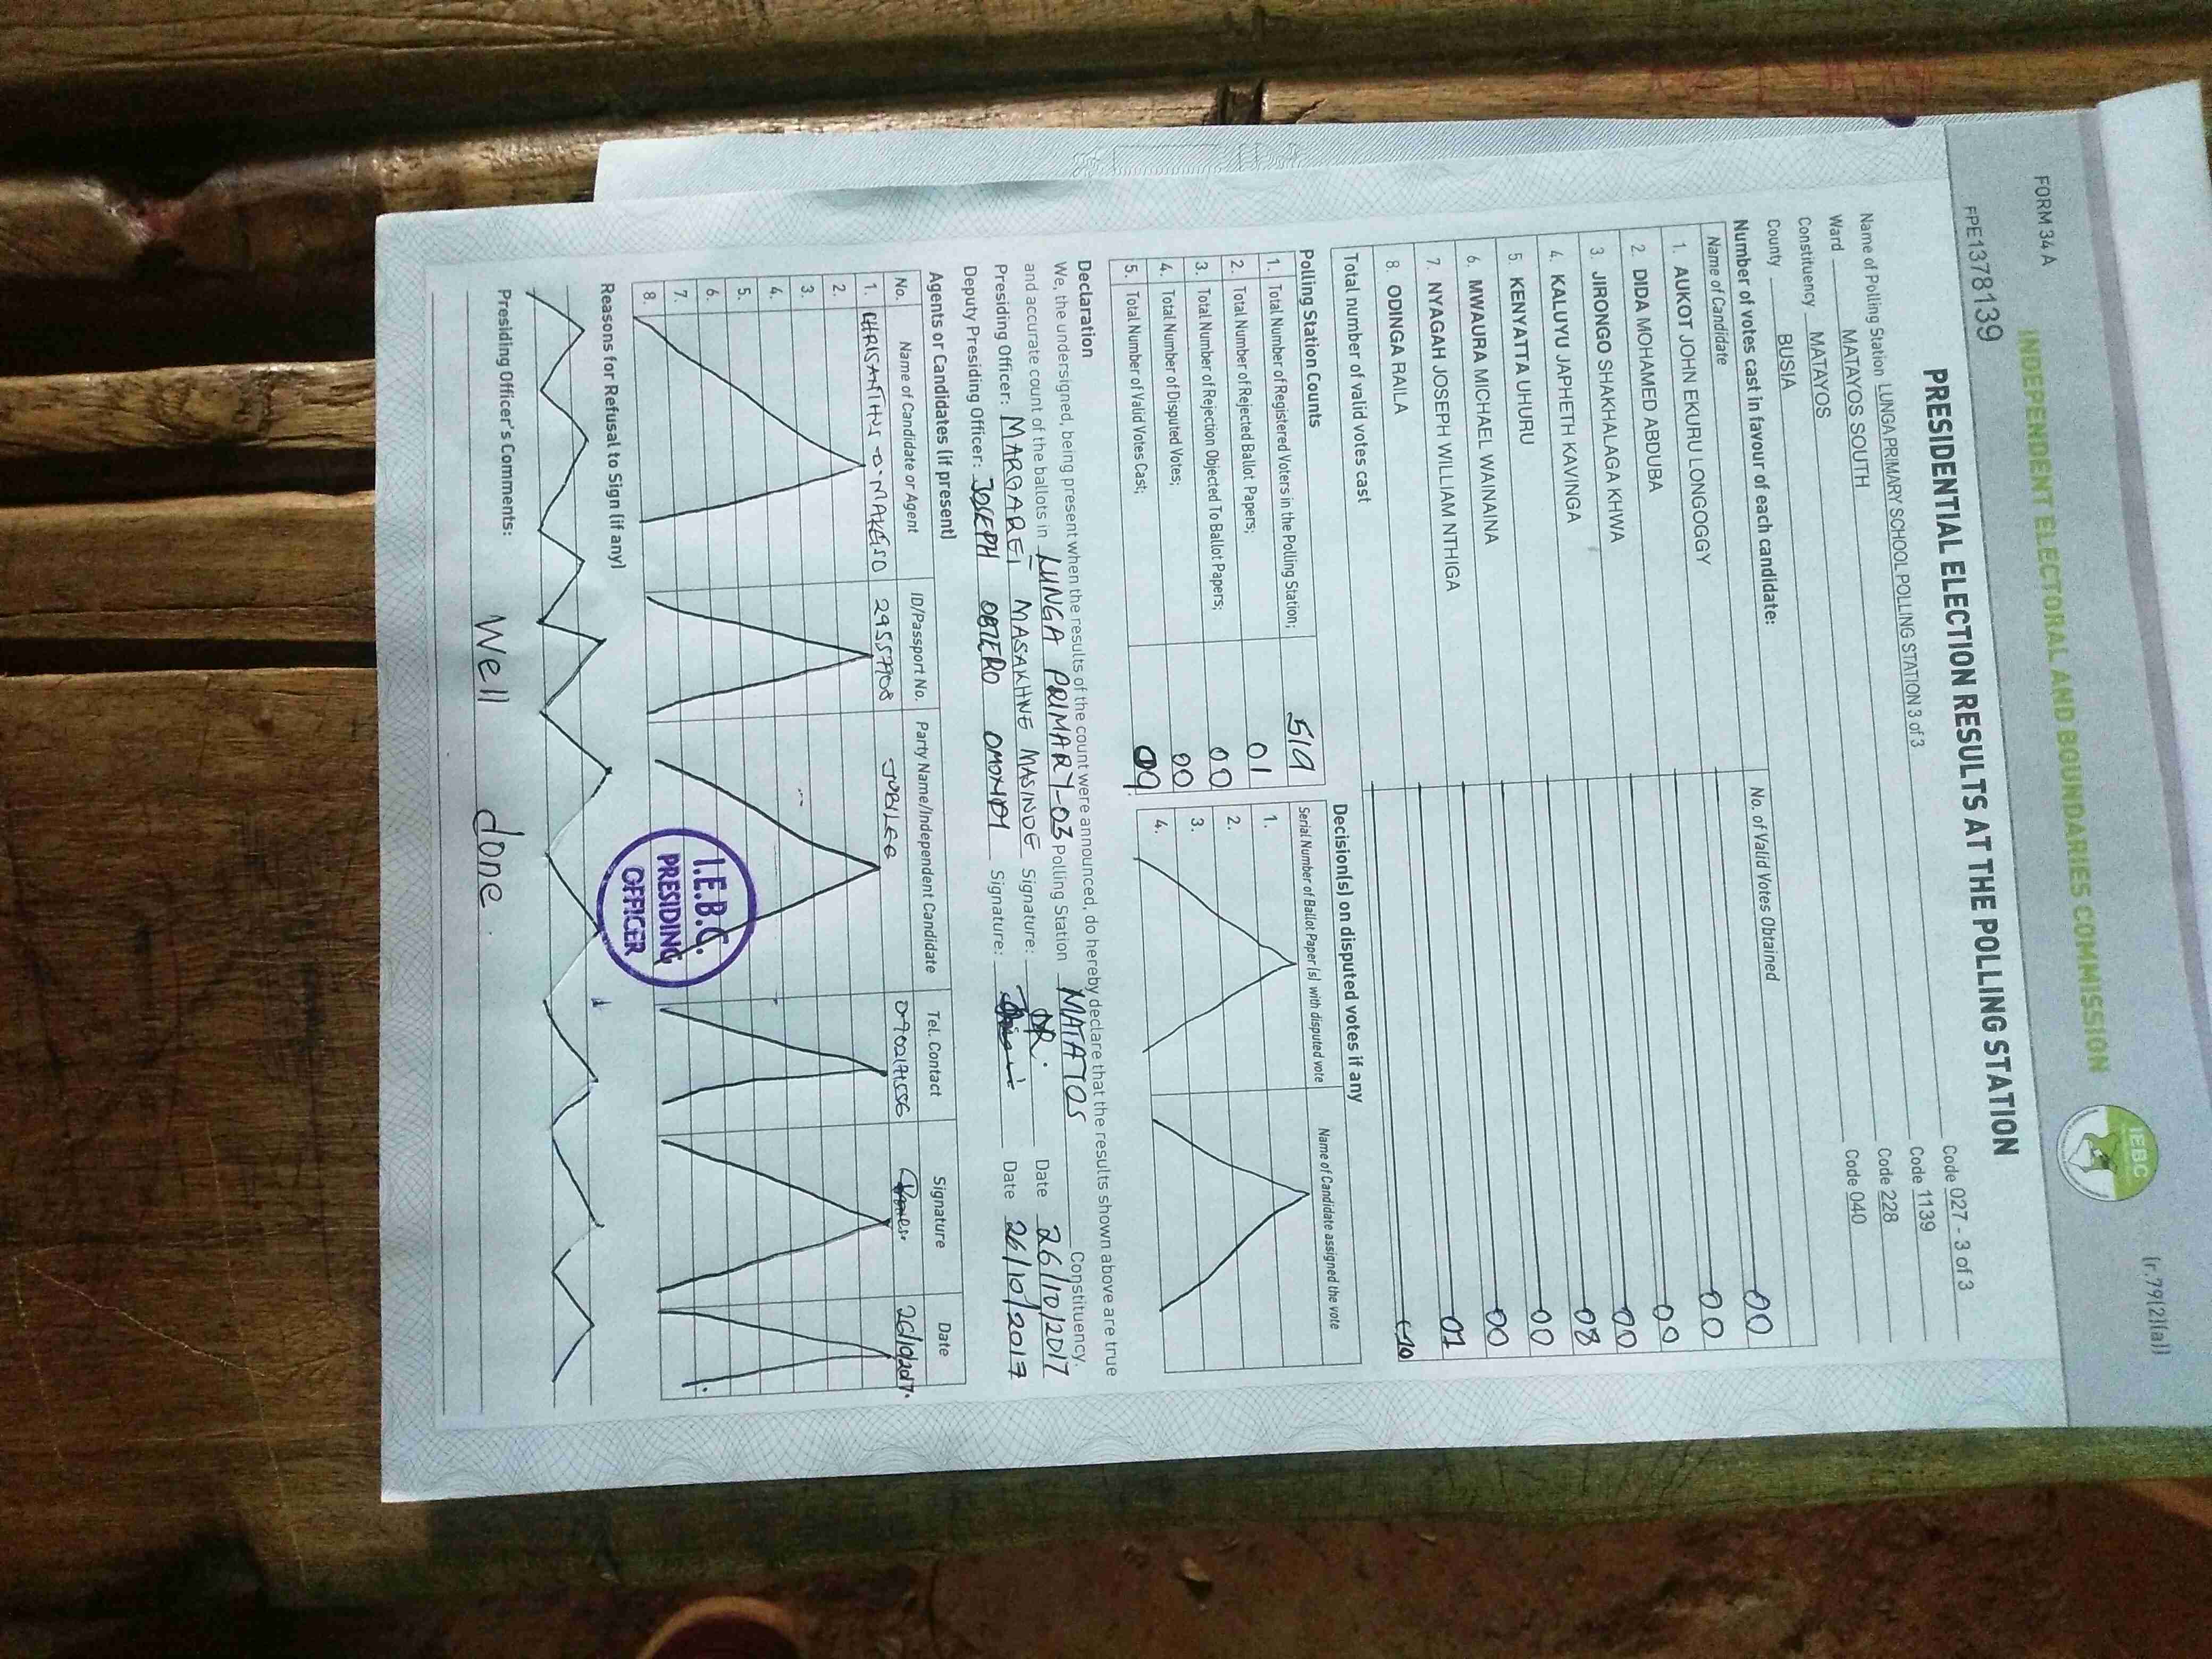 FORM 34 A
(r.79(2)(a))
INDEPENDENT ELECTORAL AND BOUNDARIES COMMISSION
IEBC
FPE1378139
PRESIDENTIAL ELECTION RESULTS AT THE POLLING STATION
Name of Polling Station LUNGA PRIMARY SCHOOL POLLING STATION 3 of 3 Code 027 - 3 of 3
Ward MATAYOS SOUTH Code 1139
Constituency MATAYOS Code 228
County BUSIA Code 040
Number of votes cast in favour of each candidate:
Name of Candidate No. of Valid Votes Obtained
1. AUKOT JOHN EKURU LONGOGGY 00
2. DIDA MOHAMED ABDUBA 00
3. JIRONGO SHAKHALAGA KHWA 00
4. KALUYU JAPHETH KAVINGA 00
5. KENYATTA UHURU 08
6. MWAURA MICHAEL WAINAINA 00
7. NYAGAH JOSEPH WILLIAM NTHIGA 00
8. ODINGA RAILA 01
Total number of valid votes cast
Polling Station Counts
1. Total Number of Registered Voters in the Polling Station; 519
2. Total Number of Rejected Ballot Papers; 01
3. Total Number of Rejection Objected To Ballot Papers; 00
4. Total Number of Disputed Votes; 00
5. Total Number of Valid Votes Cast; 09
Decision(s) on disputed votes if any
Serial Number of Ballot Paper (s) with disputed vote Name of Candidate assigned the vote
1.
2.
3.
4.
Declaration
We, the undersigned, being present when the results of the count were announced, do hereby declare that the results shown above are true
and accurate count of the ballots in LUNGA PRIMARY-03 Polling Station MATATOS Constituency.
Presiding Officer: MARGARET MASAKHWE MASINDE Signature: Date 26/10/2017
Deputy Presiding Officer: JOSEPH OBIERO OMONDI Signature: Date 26/10/2017
Agents or Candidates (if present)
No. Name of Candidate or Agent ID/Passport No. Party Name/Independent Candidate Tel. Contact Signature Date
1. CHRISANTHUS O. MAKESO 29557908 JUBILEE 0702171556 26/10/2017.
2.
3.
4.
5.
6.
7.
8.
I.E.B.C.
PRESIDING
OFFICER
Reasons for Refusal to Sign (if any)
Presiding Officer's Comments:
Well done.